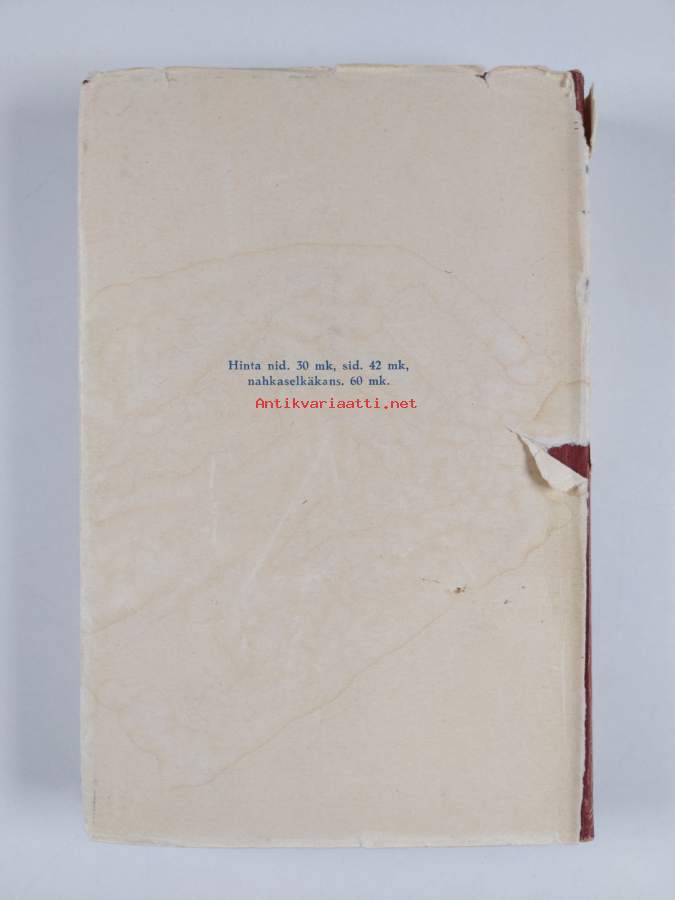 Hinta nid. 30 mk, sid. 42 mk,
nahkaselkäkans. 60 mk.
Antikvariaatti.net